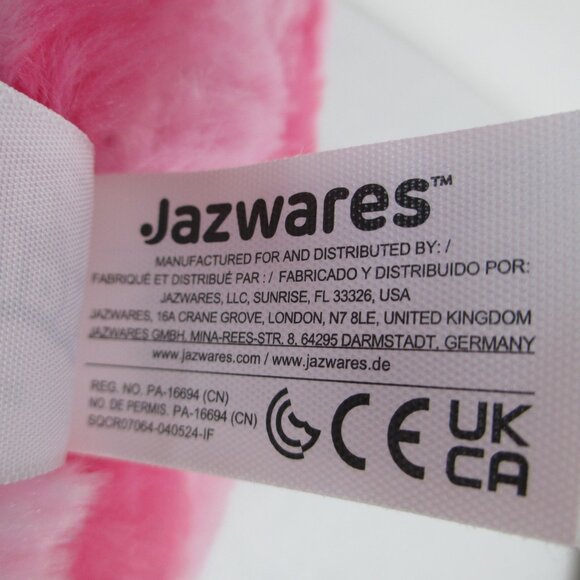 Jazwares™
MANUFACTURED FOR AND DISTRIBUTED BY: /
FABRIQUÉ ET DISTRIBUÉ PAR : / FABRICADO Y DISTRIBUIDO POR:
JAZWARES, LLC, SUNRISE, FL 33326, USA
JAZWARES, 16A CRANE GROVE, LONDON, N7 8LE, UNITED KINGDOM
JAZWARES GMBH, MINA-REES-STR. 8, 64295 DARMSTADT, GERMANY
www.jazwares.com / www.jazwares.de
REG. NO. PA-16694 (CN)
NO. DE PERMIS. PA-16694 (CN)
SQCR07064-040524-IF
CE
UK
CA